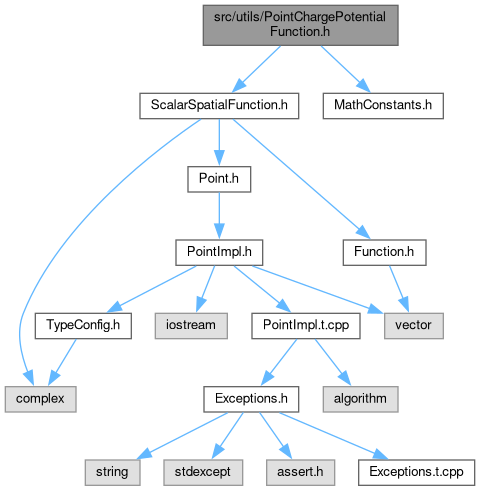 src/utils/PointChargePotential
Function.h
ScalarSpatialFunction.h
MathConstants.h
Point.h
PointImpl.h
Function.h
TypeConfig.h
iostream
PointImpl.t.cpp
vector
complex
Exceptions.h
algorithm
string
stdexcept
assert.h
Exceptions.t.cpp